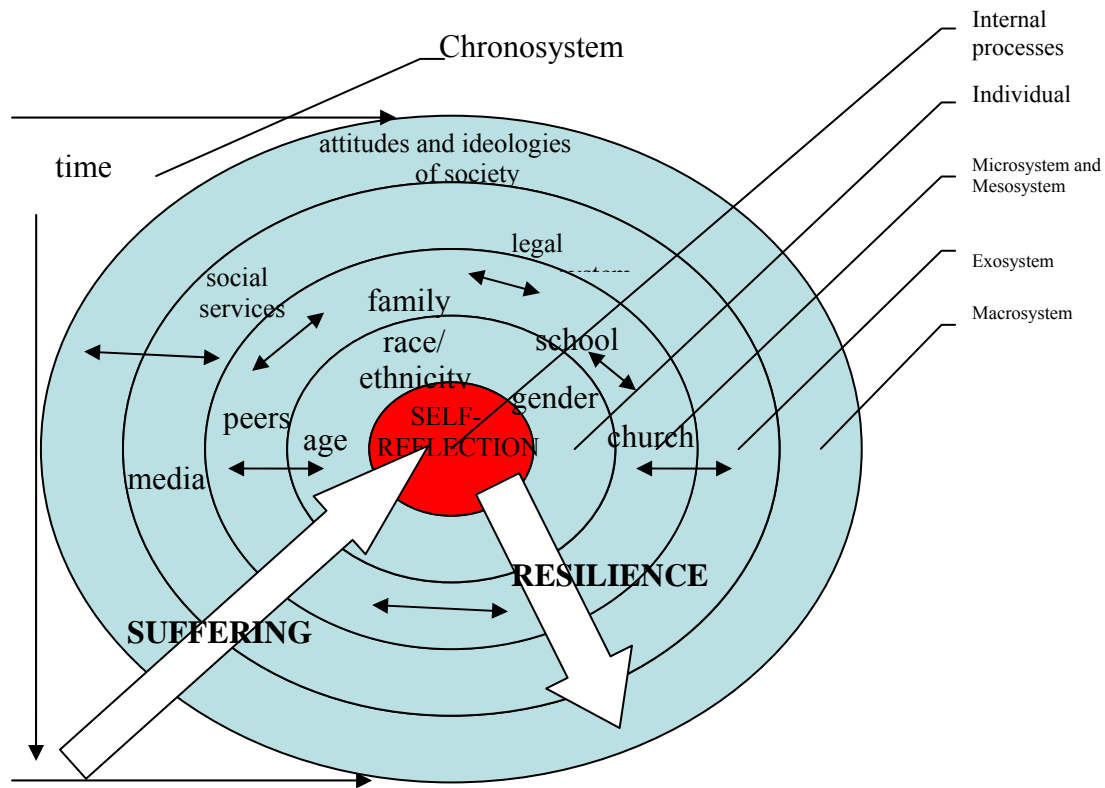 Chronosystem
Internal
processes
Individual
Microsystem and
Mesosystem
Exosystem
Macrosystem
time
attitudes and ideologies
of society
legal
social
services
family
race/
ethnicity
school
gender
peers
age
SELF-
REFLECTION
church
media
RESILIENCE
SUFFERING